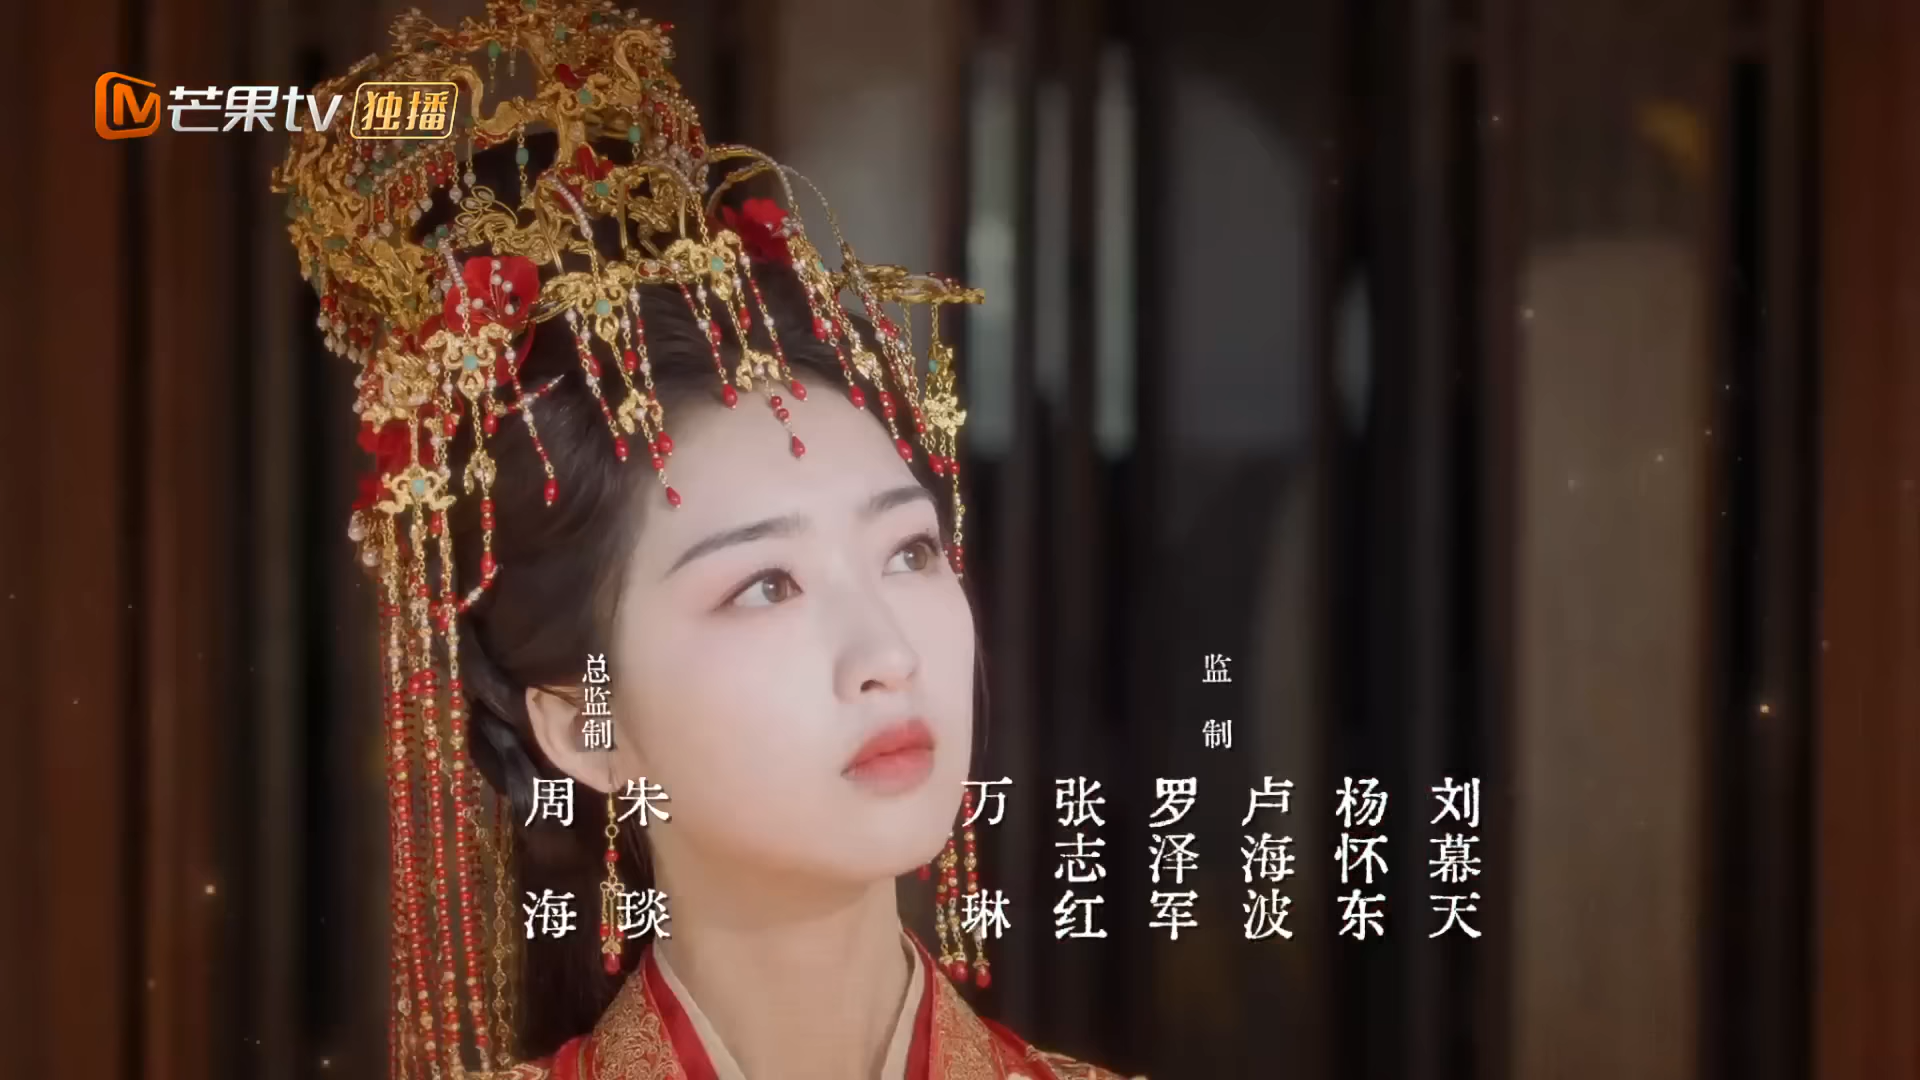 芒果tv 独播
总监制
周海
朱琰
监制
万琳
张志红
罗泽军
卢海波
杨怀东
刘慕天